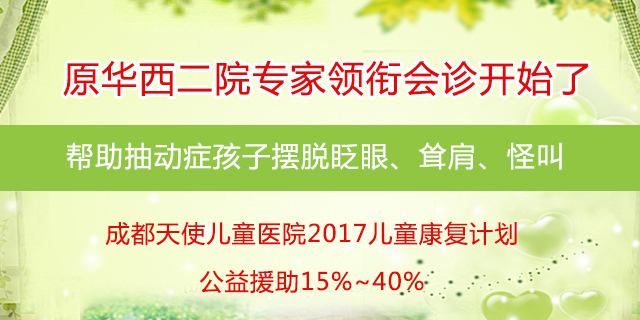 原华西二院专家领衔会诊开始了
帮助抽动症孩子摆脱眨眼、耸肩、怪叫
成都天使儿童医院2017儿童康复计划
公益援助15%~40%